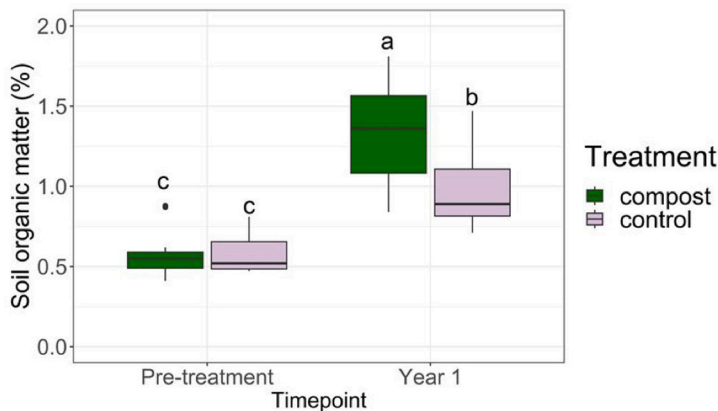 Soil organic matter (%)
2.0
1.5
1.0
0.5
0.0
c
c
a
b
Pre-treatment
Year 1
Timepoint
Treatment
compost
control